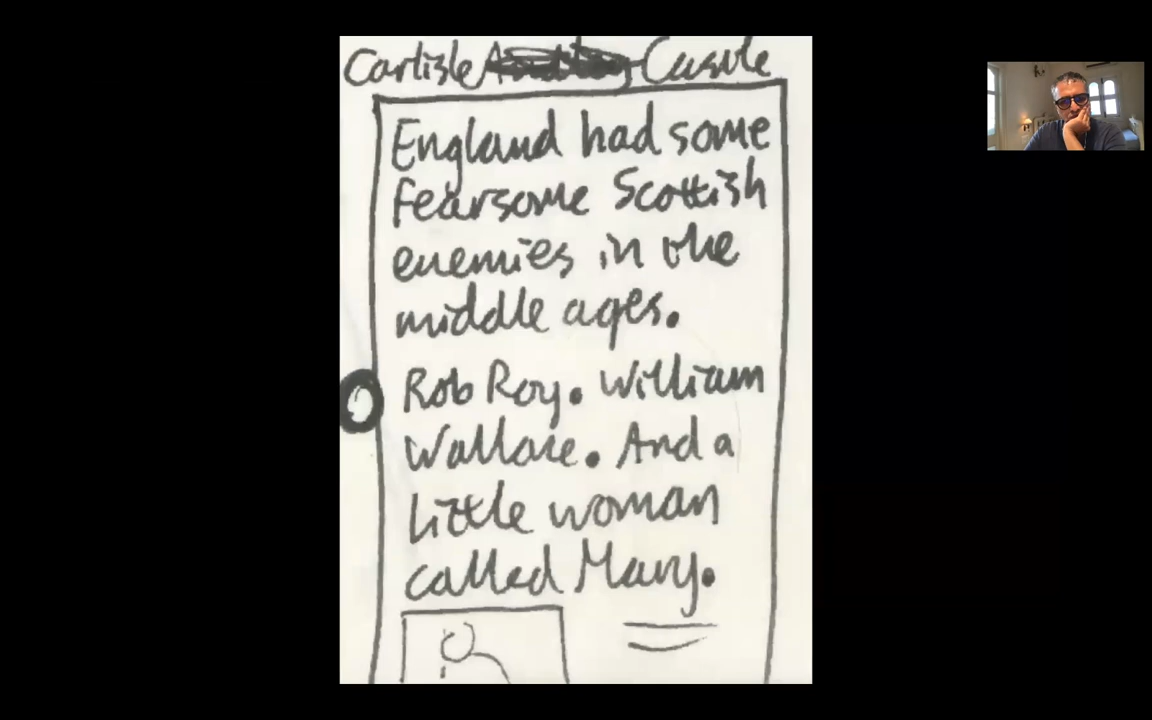 Carlisle Castle
England had some
fearsome Scottish
enemies in the
middle ages.
Rob Roy. William
Wallace. And a
little woman
called Mary.